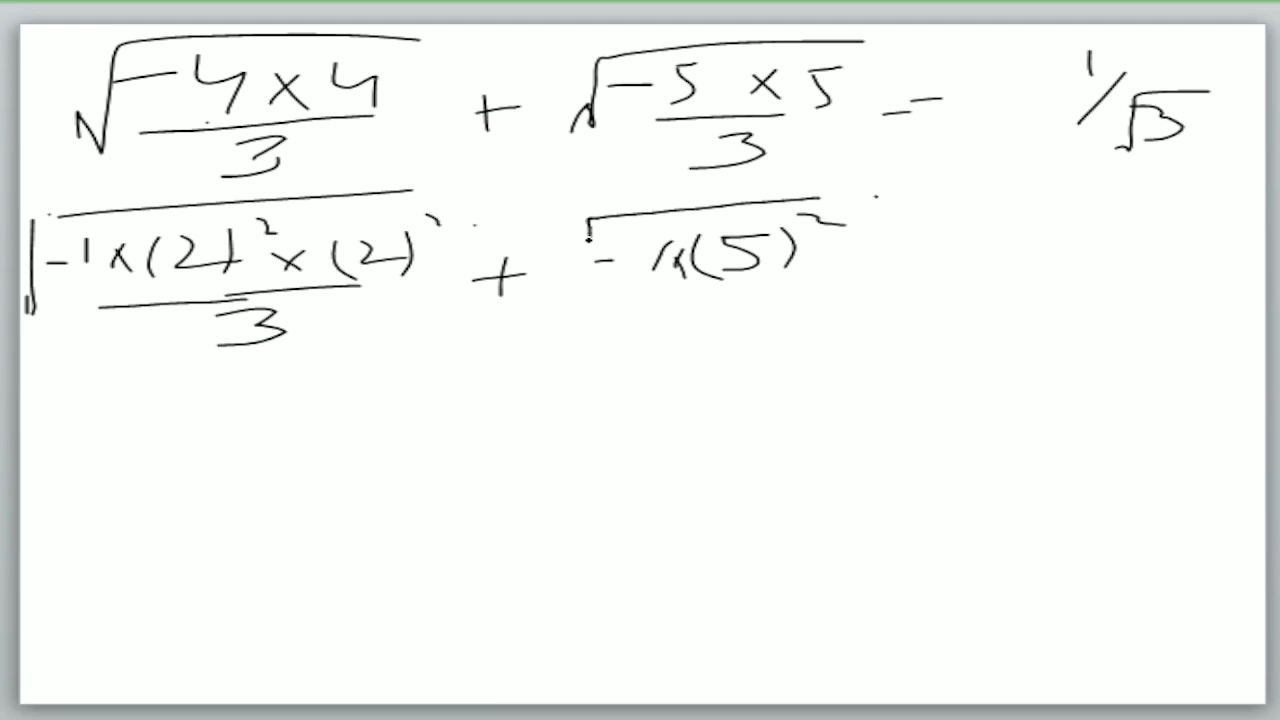 √(-4×4)/3 + √(-5×5)/3 = 1/√3
√(-1×(2)²×(2)²)/3 + √-1×(5)²